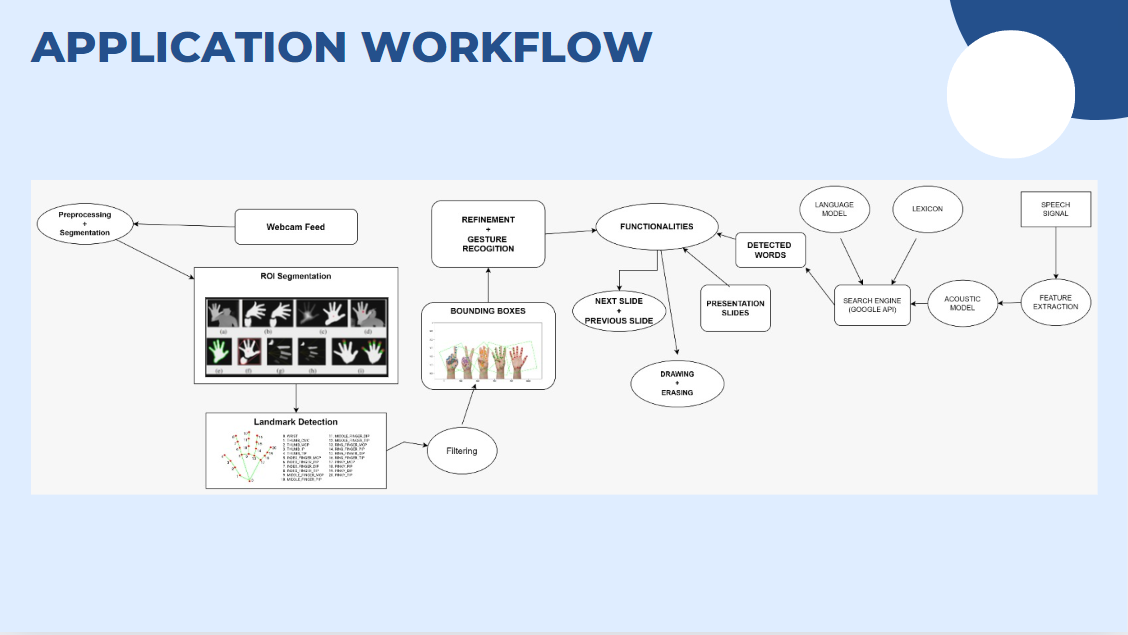 APPLICATION WORKFLOW
Preprocessing
+
Segmentation
Webcam Feed
ROI Segmentation
(a)
(b)
(c)
(d)
(e)
(f)
(g)
(h)
(i)
Landmark Detection
0. WRIST
1. THUMB_CMC
2. THUMB_MCP
3. THUMB_IP
4. THUMB_TIP
5. INDEX_FINGER_MCP
6. INDEX_FINGER_PIP
7. INDEX_FINGER_DIP
8. INDEX_FINGER_TIP
9. MIDDLE_FINGER_MCP
10. MIDDLE_FINGER_PIP
11. MIDDLE_FINGER_DIP
12. MIDDLE_FINGER_TIP
13. RING_FINGER_MCP
14. RING_FINGER_PIP
15. RING_FINGER_DIP
16. RING_FINGER_TIP
17. PINKY_MCP
18. PINKY_PIP
19. PINKY_DIP
20. PINKY_TIP
Filtering
BOUNDING BOXES
REFINEMENT
+
GESTURE
RECOGITION
FUNCTIONALITIES
NEXT SLIDE
+
PREVIOUS SLIDE
DRAWING
+
ERASING
PRESENTATION
SLIDES
DETECTED
WORDS
LANGUAGE
MODEL
LEXICON
SEARCH ENGINE
(GOOGLE API)
ACOUSTIC
MODEL
FEATURE
EXTRACTION
SPEECH
SIGNAL